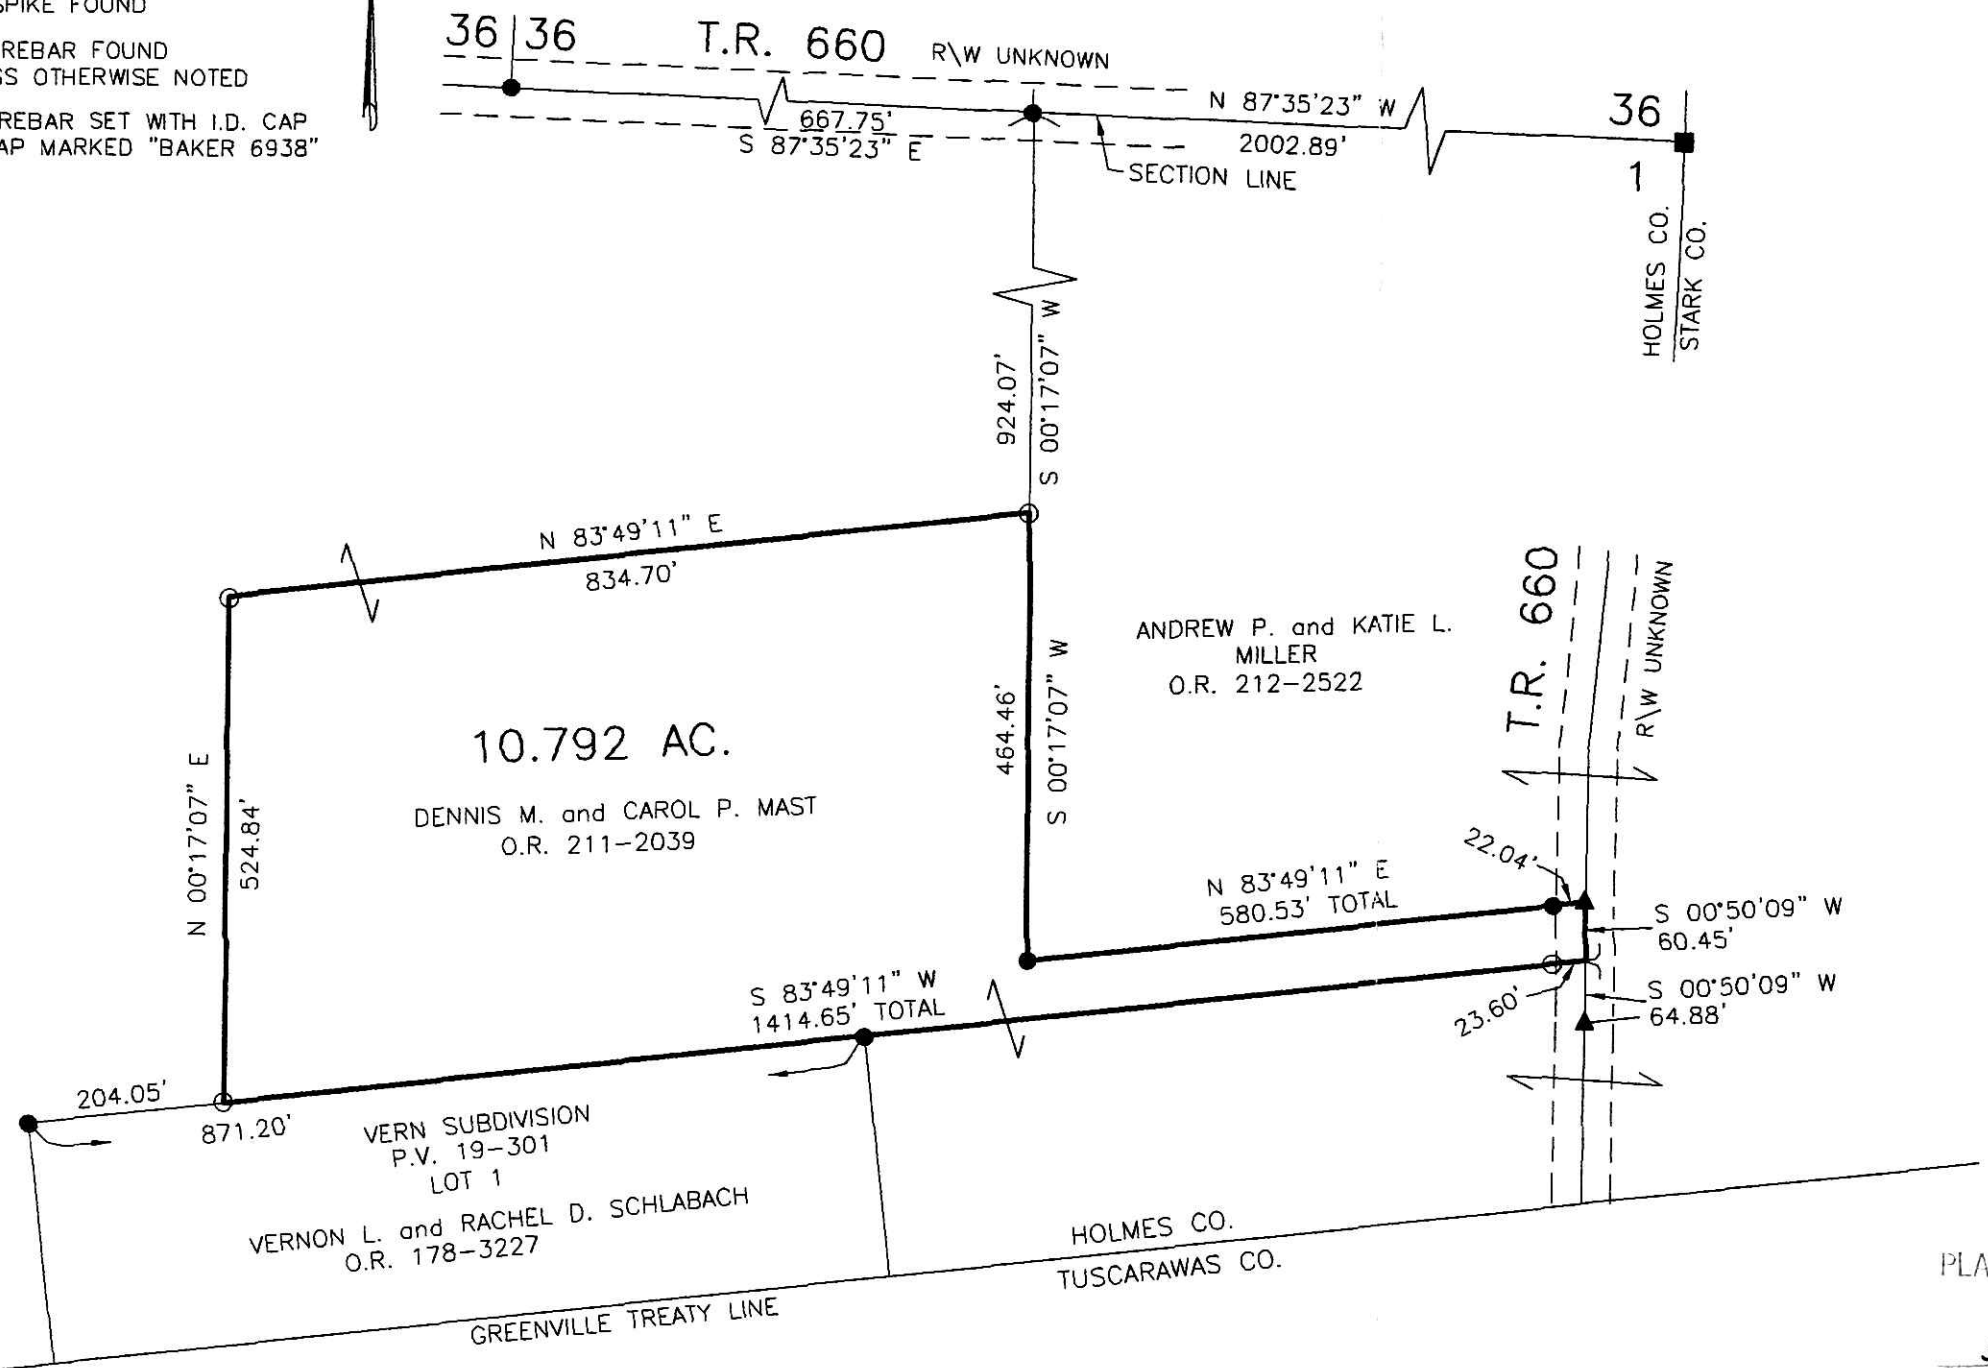 SPIKE FOUND
REBAR FOUND
SS OTHERWISE NOTED
REBAR SET WITH I.D. CAP
AP MARKED "BAKER 6938"
36 36
T.R. 660 R\W UNKNOWN
N 87°35'23" W
2002.89'
667.75'
S 87°35'23" E
SECTION LINE
36
1
HOLMES CO.
STARK CO.
924.07'
S 00°17'07" W
N 83°49'11" E
834.70'
ANDREW P. and KATIE L.
MILLER
O.R. 212-2522
T.R. 660
R\W UNKNOWN
464.46'
S 00°17'07" W
10.792 AC.
DENNIS M. and CAROL P. MAST
O.R. 211-2039
N 00°17'07" E
524.84'
22.04'
N 83°49'11" E
580.53' TOTAL
S 00°50'09" W
60.45'
S 00°50'09" W
64.88'
23.60'
S 83°49'11" W
1414.65' TOTAL
204.05'
871.20'
VERN SUBDIVISION
P.V. 19-301
LOT 1
VERNON L. and RACHEL D. SCHLABACH
O.R. 178-3227
HOLMES CO.
TUSCARAWAS CO.
GREENVILLE TREATY LINE
PLA